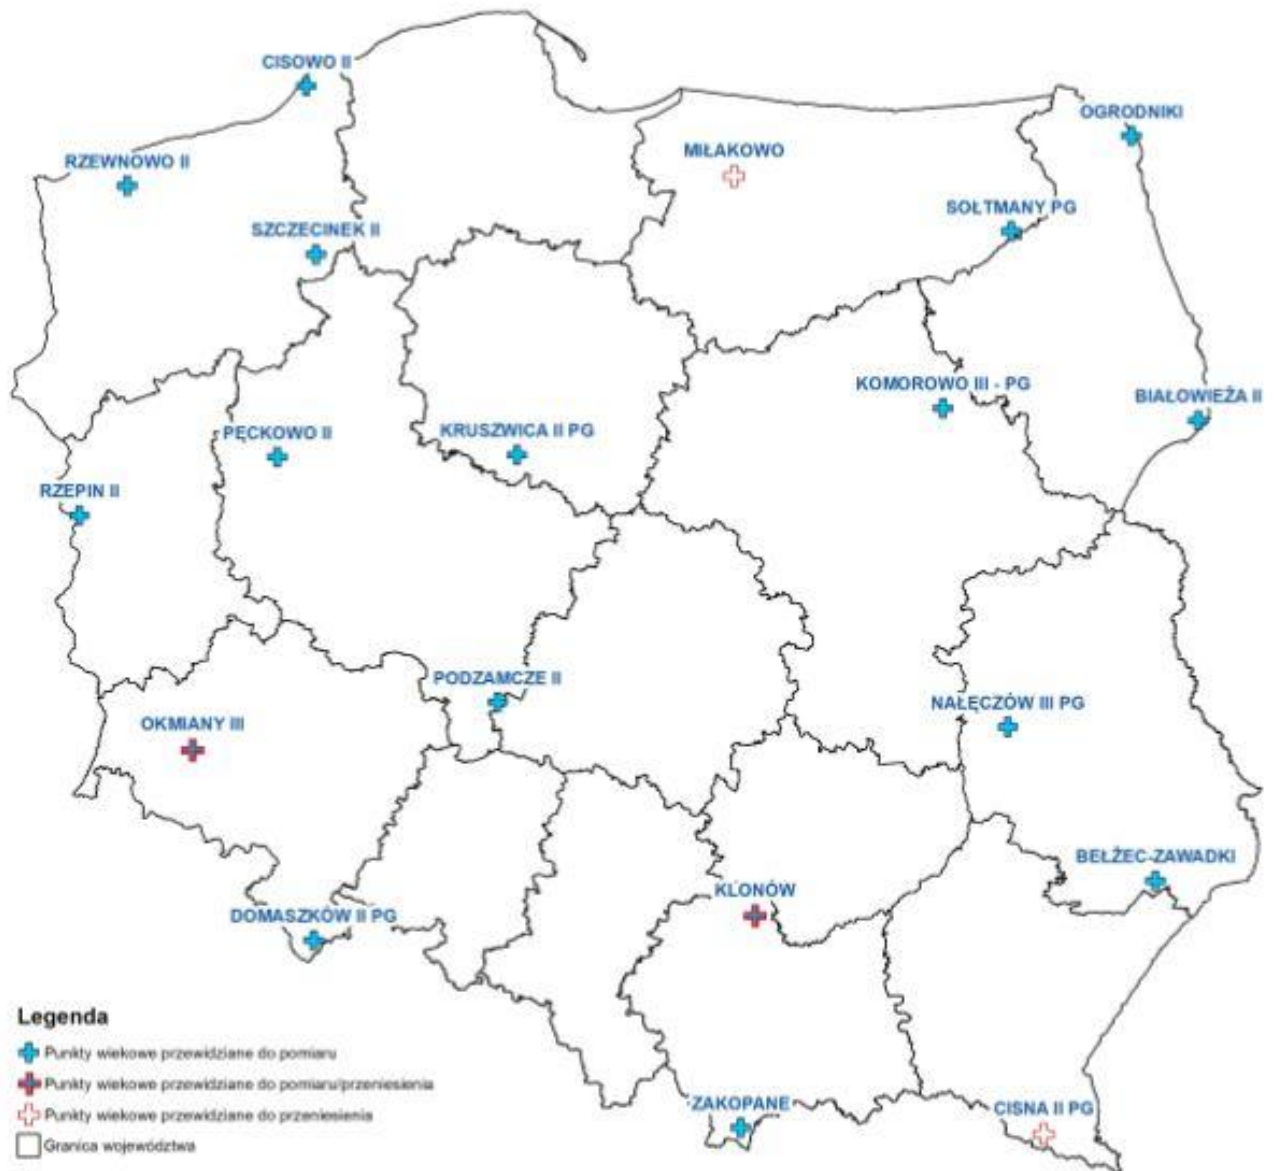 CISOWO II
OGRODNIKI
MIŁAKOWO
RZEWNOWO II
SOŁTMANY PG
SZCZECINEK II
KOMOROWO III - PG
BIAŁOWIEŻA II
PĘCKOWO II
KRUSZWICA II PG
RZEPIN II
PODZAMCZE II
NAŁĘCZÓW III PG
OKMIANY III
BEŁŻEC-ZAWADKI
KLONÓW
DOMASZKÓW II PG
Legenda
Punkty wiekowe przewidziane do pomiaru
Punkty wiekowe przewidziane do pomiaru/przeniesienia
Punkty wiekowe przewidziane do przeniesienia
Granica województwa
ZAKOPANE
CISNA II PG